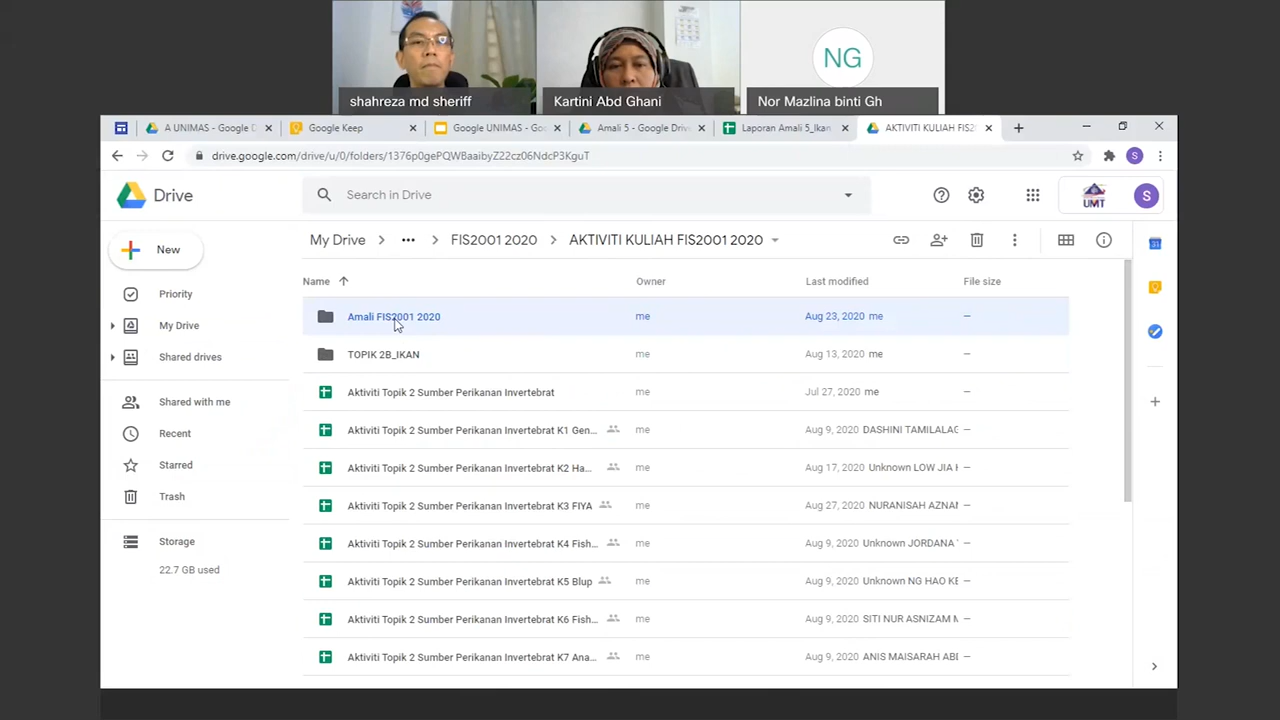 NG
shahreza md sheriff
Kartini Abd Ghani
Nor Mazlina binti Gh
A UNIMAS - Google D
Google Keep
Google UNIMAS - Goo
Amali 5 - Google Drive
Laporan Amali 5_Ikan
AKTIVITI KULIAH FIS2
drive.google.com/drive/u/0/folders/1376p0gePQWBaaibyZ22cz06NdcP3KguT
S
Drive
Search in Drive
UMT
S
New
My Drive
FIS2001 2020
AKTIVITI KULIAH FIS2001 2020
31
Name
Owner
Last modified
File size
Priority
My Drive
Shared drives
Shared with me
Recent
Starred
Trash
Storage
22.7 GB used
Amali FIS2001 2020 me Aug 23, 2020 me –
TOPIK 2B_IKAN me Aug 13, 2020 me –
Aktiviti Topik 2 Sumber Perikanan Invertebrat me Jul 27, 2020 me –
Aktiviti Topik 2 Sumber Perikanan Invertebrat K1 Gen... me Aug 9, 2020 DASHINI TAMILALAG –
Aktiviti Topik 2 Sumber Perikanan Invertebrat K2 Ha... me Aug 17, 2020 Unknown LOW JIA –
Aktiviti Topik 2 Sumber Perikanan Invertebrat K3 FIYA me Aug 27, 2020 NURANISAH AZNAN –
Aktiviti Topik 2 Sumber Perikanan Invertebrat K4 Fish... me Aug 9, 2020 Unknown JORDANA –
Aktiviti Topik 2 Sumber Perikanan Invertebrat K5 Blup me Aug 9, 2020 Unknown NG HAO KE –
Aktiviti Topik 2 Sumber Perikanan Invertebrat K6 Fish... me Aug 9, 2020 SITI NUR ASNIZAM M –
Aktiviti Topik 2 Sumber Perikanan Invertebrat K7 Ana... me Aug 9, 2020 ANIS MAISARAH ABD –